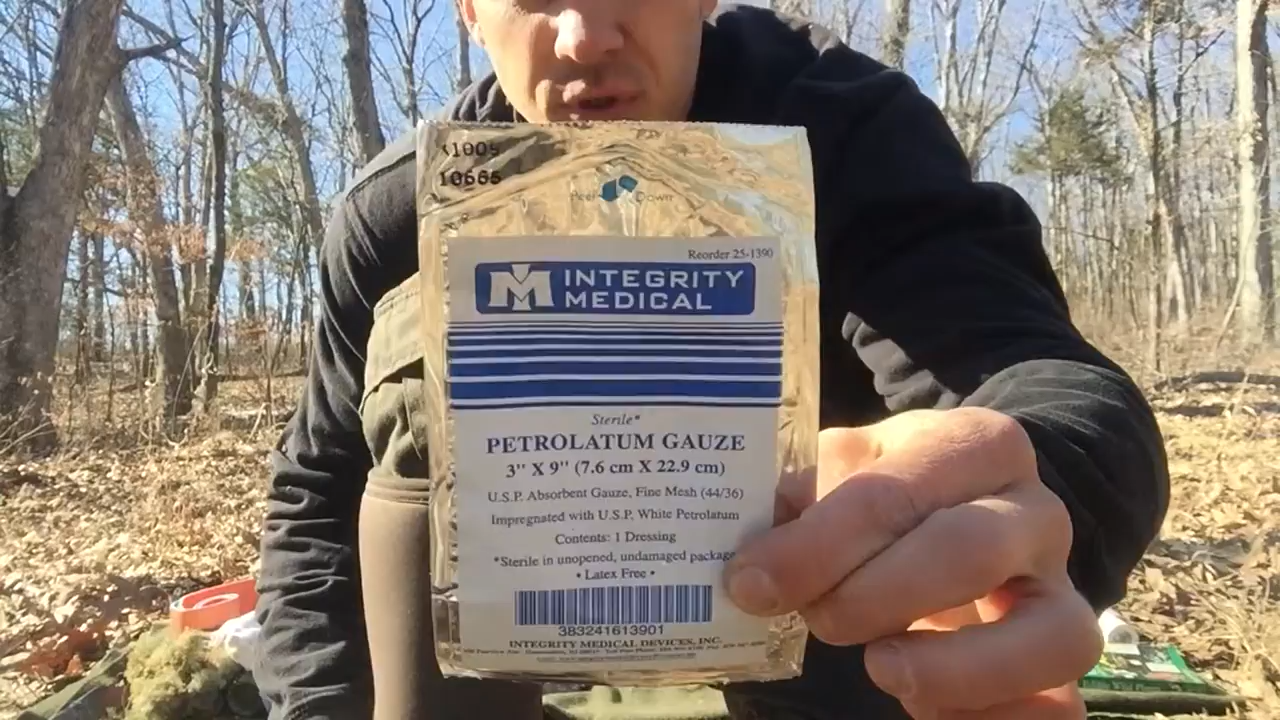 10665
Peel Down
Reorder 25-1390
INTEGRITY
MEDICAL
Sterile*
PETROLATUM GAUZE
3" X 9" (7.6 cm X 22.9 cm)
U.S.P. Absorbent Gauze, Fine Mesh (44/36)
Impregnated with U.S.P. White Petrolatum
Contents: 1 Dressing
*Sterile in unopened, undamaged package
• Latex Free •
383241613901
INTEGRITY MEDICAL DEVICES, INC.